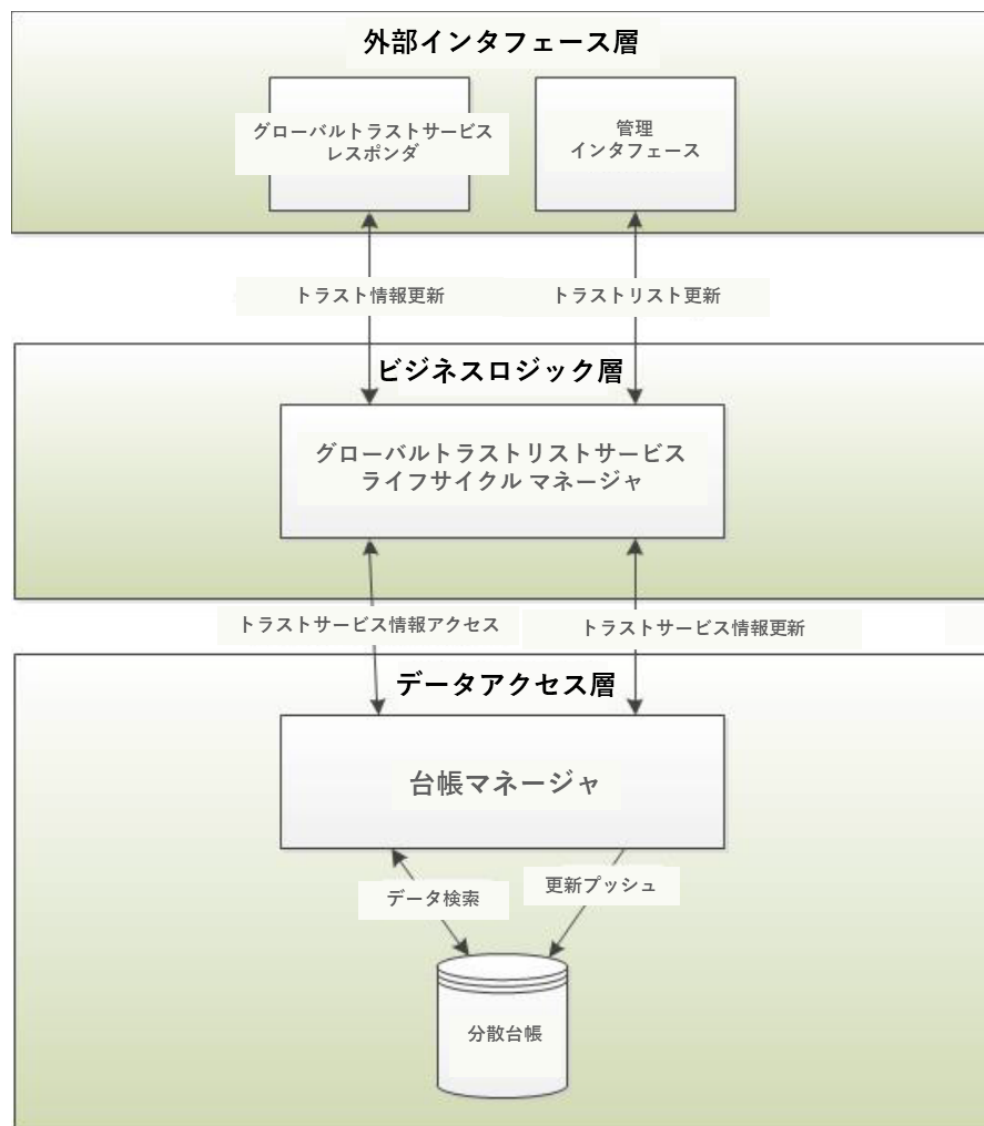 外部インタフェース層
グローバルトラストサービス
レスポンダ
管理
インタフェース
トラスト情報更新
トラストリスト更新
ビジネスロジック層
グローバルトラストリストサービス
ライフサイクル マネージャ
トラストサービス情報アクセス
トラストサービス情報更新
データアクセス層
台帳マネージャ
データ検索
更新プッシュ
分散台帳